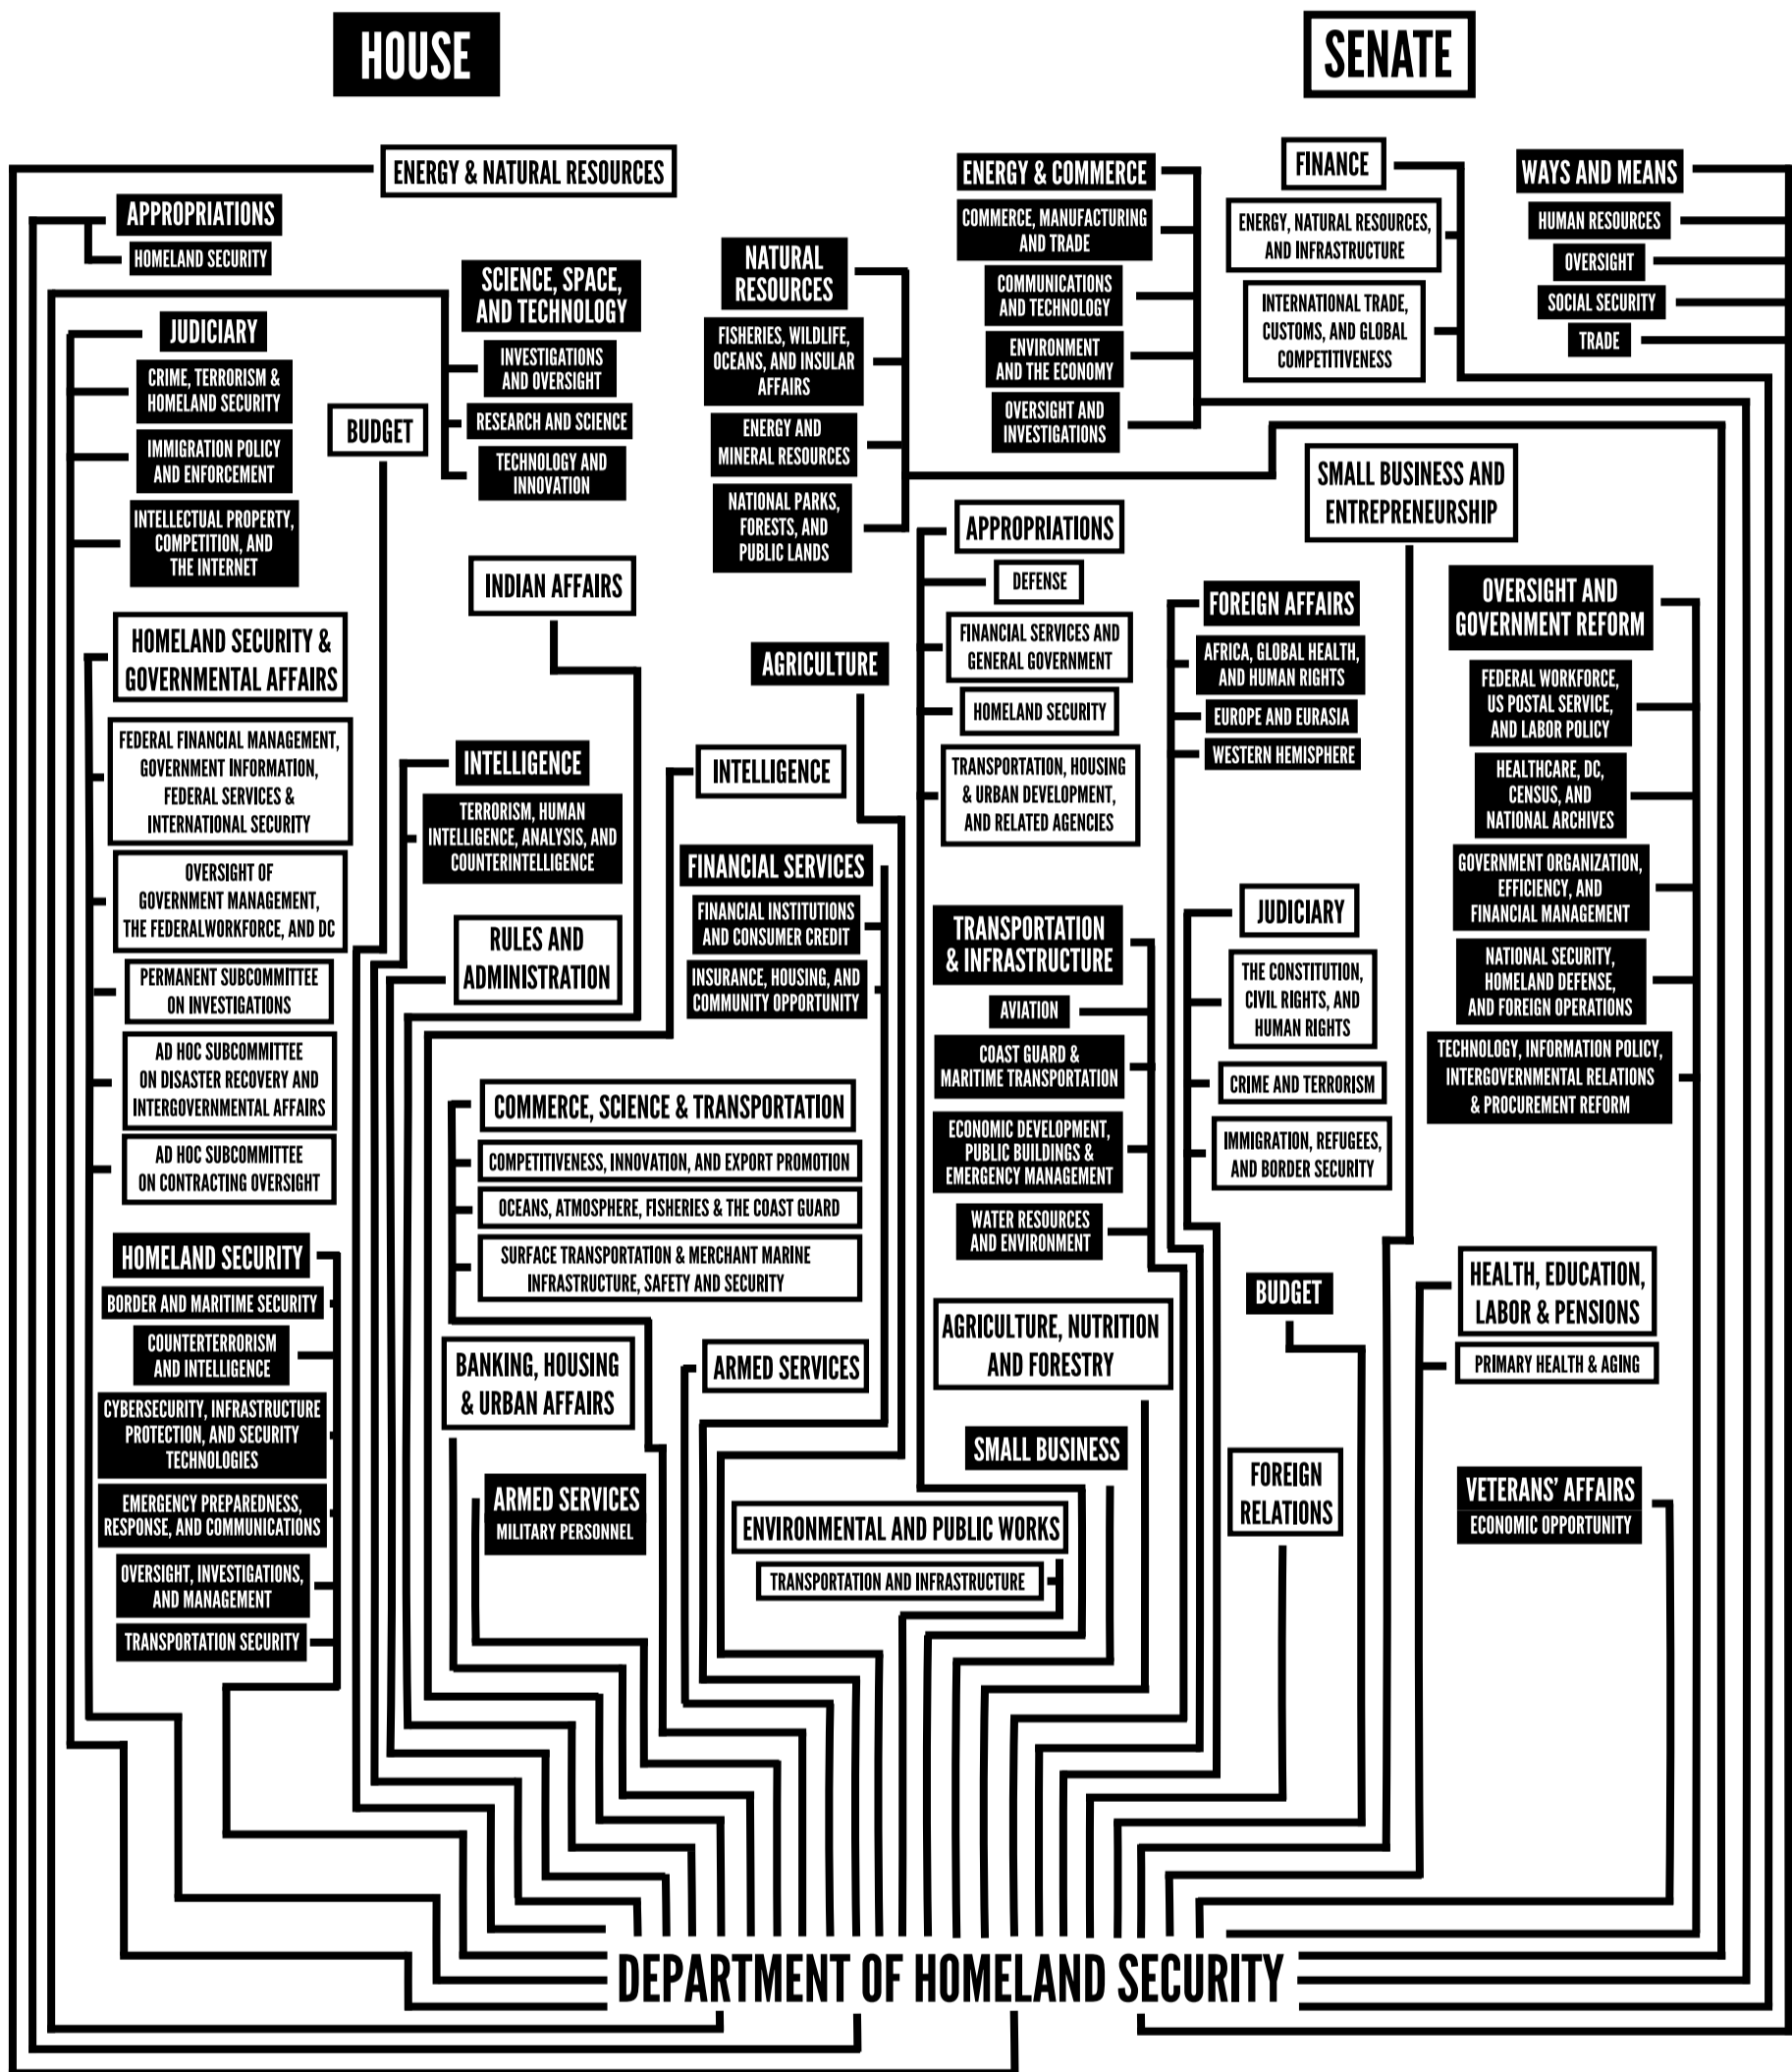 HOUSE
SENATE
ENERGY & NATURAL RESOURCES
APPROPRIATIONS
HOMELAND SECURITY
JUDICIARY
CRIME, TERRORISM &
HOMELAND SECURITY
IMMIGRATION POLICY
AND ENFORCEMENT
INTELLECTUAL PROPERTY,
COMPETITION, AND
THE INTERNET
BUDGET
SCIENCE, SPACE,
AND TECHNOLOGY
INVESTIGATIONS
AND OVERSIGHT
RESEARCH AND SCIENCE
TECHNOLOGY AND
INNOVATION
NATURAL
RESOURCES
FISHERIES, WILDLIFE,
OCEANS, AND INSULAR
AFFAIRS
ENERGY AND
MINERAL RESOURCES
NATIONAL PARKS,
FORESTS, AND
PUBLIC LANDS
ENERGY & COMMERCE
COMMERCE, MANUFACTURING
AND TRADE
COMMUNICATIONS
AND TECHNOLOGY
ENVIRONMENT
AND THE ECONOMY
OVERSIGHT AND
INVESTIGATIONS
FINANCE
ENERGY, NATURAL RESOURCES,
AND INFRASTRUCTURE
INTERNATIONAL TRADE,
CUSTOMS, AND GLOBAL
COMPETITIVENESS
WAYS AND MEANS
HUMAN RESOURCES
OVERSIGHT
SOCIAL SECURITY
TRADE
SMALL BUSINESS AND
ENTREPRENEURSHIP
INDIAN AFFAIRS
HOMELAND SECURITY &
GOVERNMENTAL AFFAIRS
FEDERAL FINANCIAL MANAGEMENT,
GOVERNMENT INFORMATION,
FEDERAL SERVICES &
INTERNATIONAL SECURITY
OVERSIGHT OF
GOVERNMENT MANAGEMENT,
THE FEDERALWORKFORCE, AND DC
PERMANENT SUBCOMMITTEE
ON INVESTIGATIONS
AD HOC SUBCOMMITTEE
ON DISASTER RECOVERY AND
INTERGOVERNMENTAL AFFAIRS
AD HOC SUBCOMMITTEE
ON CONTRACTING OVERSIGHT
INTELLIGENCE
TERRORISM, HUMAN
INTELLIGENCE, ANALYSIS, AND
COUNTERINTELLIGENCE
RULES AND
ADMINISTRATION
AGRICULTURE
INTELLIGENCE
FINANCIAL SERVICES
FINANCIAL INSTITUTIONS
AND CONSUMER CREDIT
INSURANCE, HOUSING, AND
COMMUNITY OPPORTUNITY
APPROPRIATIONS
DEFENSE
FINANCIAL SERVICES AND
GENERAL GOVERNMENT
HOMELAND SECURITY
TRANSPORTATION, HOUSING
& URBAN DEVELOPMENT,
AND RELATED AGENCIES
FOREIGN AFFAIRS
AFRICA, GLOBAL HEALTH,
AND HUMAN RIGHTS
EUROPE AND EURASIA
WESTERN HEMISPHERE
OVERSIGHT AND
GOVERNMENT REFORM
FEDERAL WORKFORCE,
US POSTAL SERVICE,
AND LABOR POLICY
HEALTHCARE, DC,
CENSUS, AND
NATIONAL ARCHIVES
GOVERNMENT ORGANIZATION,
EFFICIENCY, AND
FINANCIAL MANAGEMENT
NATIONAL SECURITY,
HOMELAND DEFENSE,
AND FOREIGN OPERATIONS
TECHNOLOGY, INFORMATION POLICY,
INTERGOVERNMENTAL RELATIONS
& PROCUREMENT REFORM
TRANSPORTATION
& INFRASTRUCTURE
AVIATION
COAST GUARD &
MARITIME TRANSPORTATION
ECONOMIC DEVELOPMENT,
PUBLIC BUILDINGS &
EMERGENCY MANAGEMENT
WATER RESOURCES
AND ENVIRONMENT
JUDICIARY
THE CONSTITUTION,
CIVIL RIGHTS, AND
HUMAN RIGHTS
CRIME AND TERRORISM
IMMIGRATION, REFUGEES,
AND BORDER SECURITY
COMMERCE, SCIENCE & TRANSPORTATION
COMPETITIVENESS, INNOVATION, AND EXPORT PROMOTION
OCEANS, ATMOSPHERE, FISHERIES & THE COAST GUARD
SURFACE TRANSPORTATION & MERCHANT MARINE
INFRASTRUCTURE, SAFETY AND SECURITY
HOMELAND SECURITY
BORDER AND MARITIME SECURITY
COUNTERTERRORISM
AND INTELLIGENCE
CYBERSECURITY, INFRASTRUCTURE
PROTECTION, AND SECURITY
TECHNOLOGIES
EMERGENCY PREPAREDNESS,
RESPONSE, AND COMMUNICATIONS
OVERSIGHT, INVESTIGATIONS,
AND MANAGEMENT
TRANSPORTATION SECURITY
BANKING, HOUSING
& URBAN AFFAIRS
ARMED SERVICES
MILITARY PERSONNEL
ARMED SERVICES
AGRICULTURE, NUTRITION
AND FORESTRY
SMALL BUSINESS
ENVIRONMENTAL AND PUBLIC WORKS
TRANSPORTATION AND INFRASTRUCTURE
BUDGET
FOREIGN
RELATIONS
HEALTH, EDUCATION,
LABOR & PENSIONS
PRIMARY HEALTH & AGING
VETERANS' AFFAIRS
ECONOMIC OPPORTUNITY
DEPARTMENT OF HOMELAND SECURITY